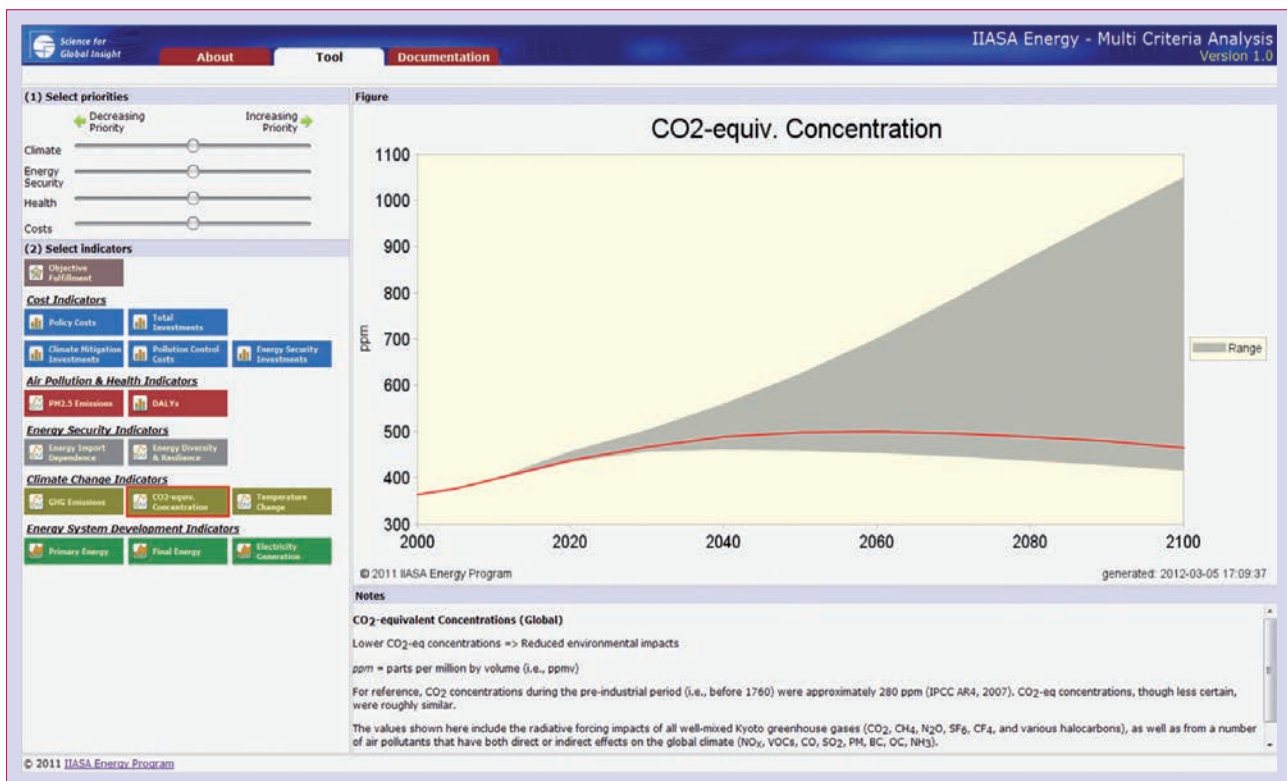 Science for
Global Insight
About
Tool
Documentation
IIASA Energy - Multi Criteria Analysis
Version 1.0
(1) Select priorities
Decreasing
Priority
Increasing
Priority
Climate
Energy
Security
Health
Costs
(2) Select indicators
Objective
Fulfillment
Cost Indicators
Policy Costs
Total
Investments
Climate Mitigation
Investments
Pollution Control
Costs
Energy Security
Investments
Air Pollution & Health Indicators
PM2.5 Emissions
DALYs
Energy Security Indicators
Energy Import
Dependence
Energy Diversity
& Resilience
Climate Change Indicators
GHG Emissions
CO2-equiv.
Concentration
Temperature
Change
Energy System Development Indicators
Primary Energy
Final Energy
Electricity
Generation
Figure
CO2-equiv. Concentration
1100
1000
900
800
700
600
500
400
300
ppm
2000 2020 2040 2060 2080 2100
Range
© 2011 IIASA Energy Program
generated: 2012-03-05 17:09:37
Notes
CO2-equivalent Concentrations (Global)
Lower CO2-eq concentrations => Reduced environmental impacts
ppm = parts per million by volume (i.e., ppmv)
For reference, CO2 concentrations during the pre-industrial period (i.e., before 1760) were approximately 280 ppm (IPCC AR4, 2007). CO2-eq concentrations, though less certain,
were roughly similar.
The values shown here include the radiative forcing impacts of all well-mixed Kyoto greenhouse gases (CO2, CH4, N2O, SF6, CF4, and various halocarbons), as well as from a number
of air pollutants that have both direct or indirect effects on the global climate (NOx, VOCs, CO, SO2, PM, BC, OC, NH3).
© 2011 IIASA Energy Program